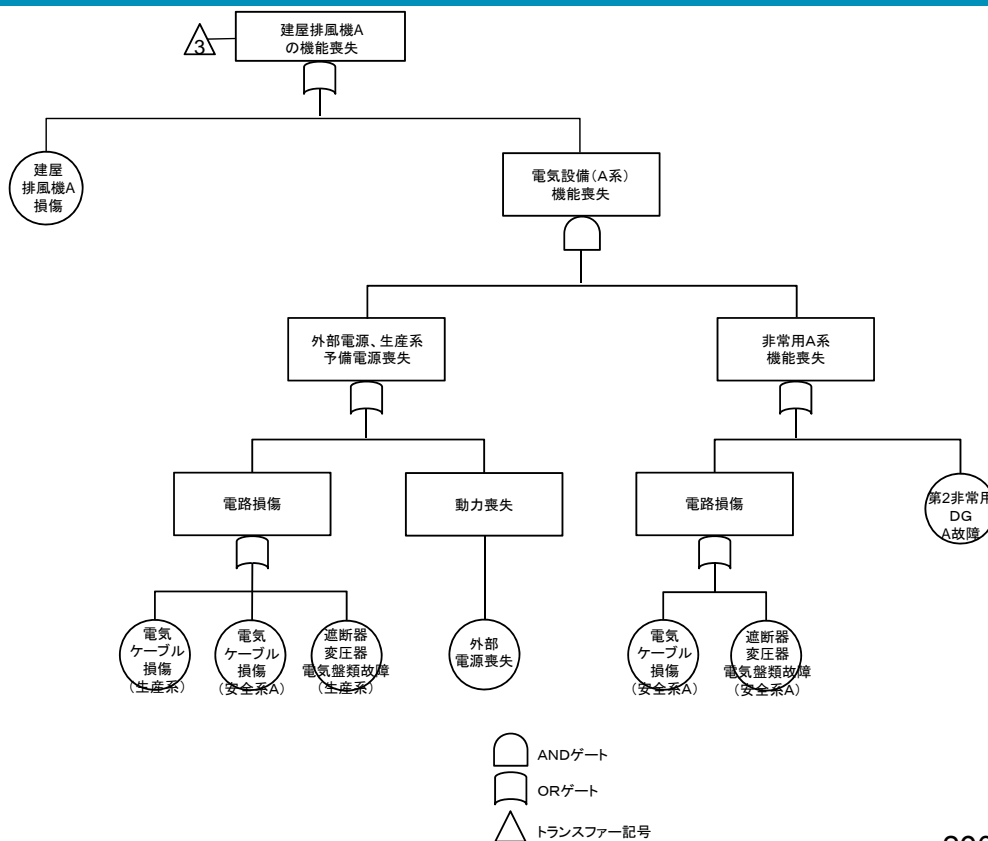 3
建屋排風機A
の機能喪失
建屋
排風機A
損傷
電気設備(A系)
機能喪失
外部電源、生産系
予備電源喪失
非常用A系
機能喪失
電路損傷
動力喪失
電路損傷
第2非常用
DG
A故障
電気
ケーブル
損傷
(生産系)
電気
ケーブル
損傷
(安全系A)
遮断器
変圧器
電気盤類故障
(生産系)
外部
電源喪失
電気
ケーブル
損傷
(安全系A)
遮断器
変圧器
電気盤類故障
(安全系A)
ANDゲート
ORゲート
トランスファー記号